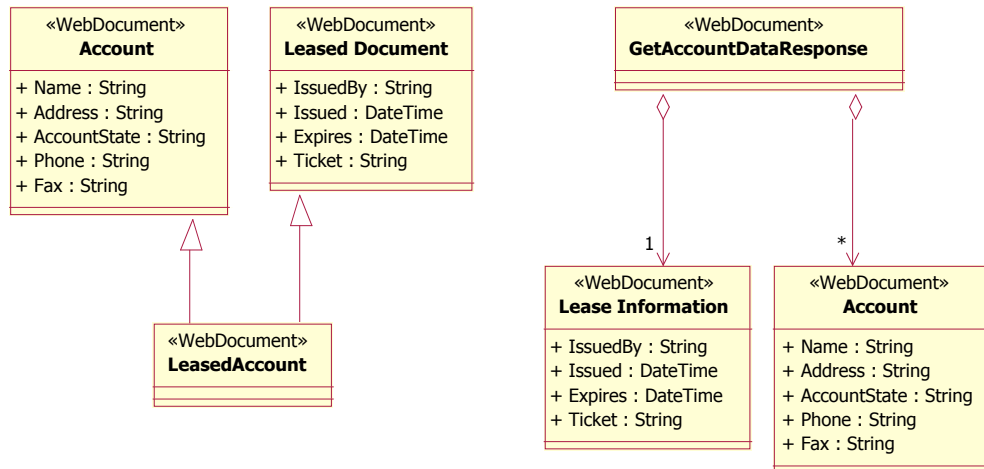 «WebDocument»
Account
+ Name : String
+ Address : String
+ AccountState : String
+ Phone : String
+ Fax : String
«WebDocument»
Leased Document
+ IssuedBy : String
+ Issued : DateTime
+ Expires : DateTime
+ Ticket : String
«WebDocument»
LeasedAccount
«WebDocument»
GetAccountDataResponse
1
*
«WebDocument»
Lease Information
+ IssuedBy : String
+ Issued : DateTime
+ Expires : DateTime
+ Ticket : String
«WebDocument»
Account
+ Name : String
+ Address : String
+ AccountState : String
+ Phone : String
+ Fax : String